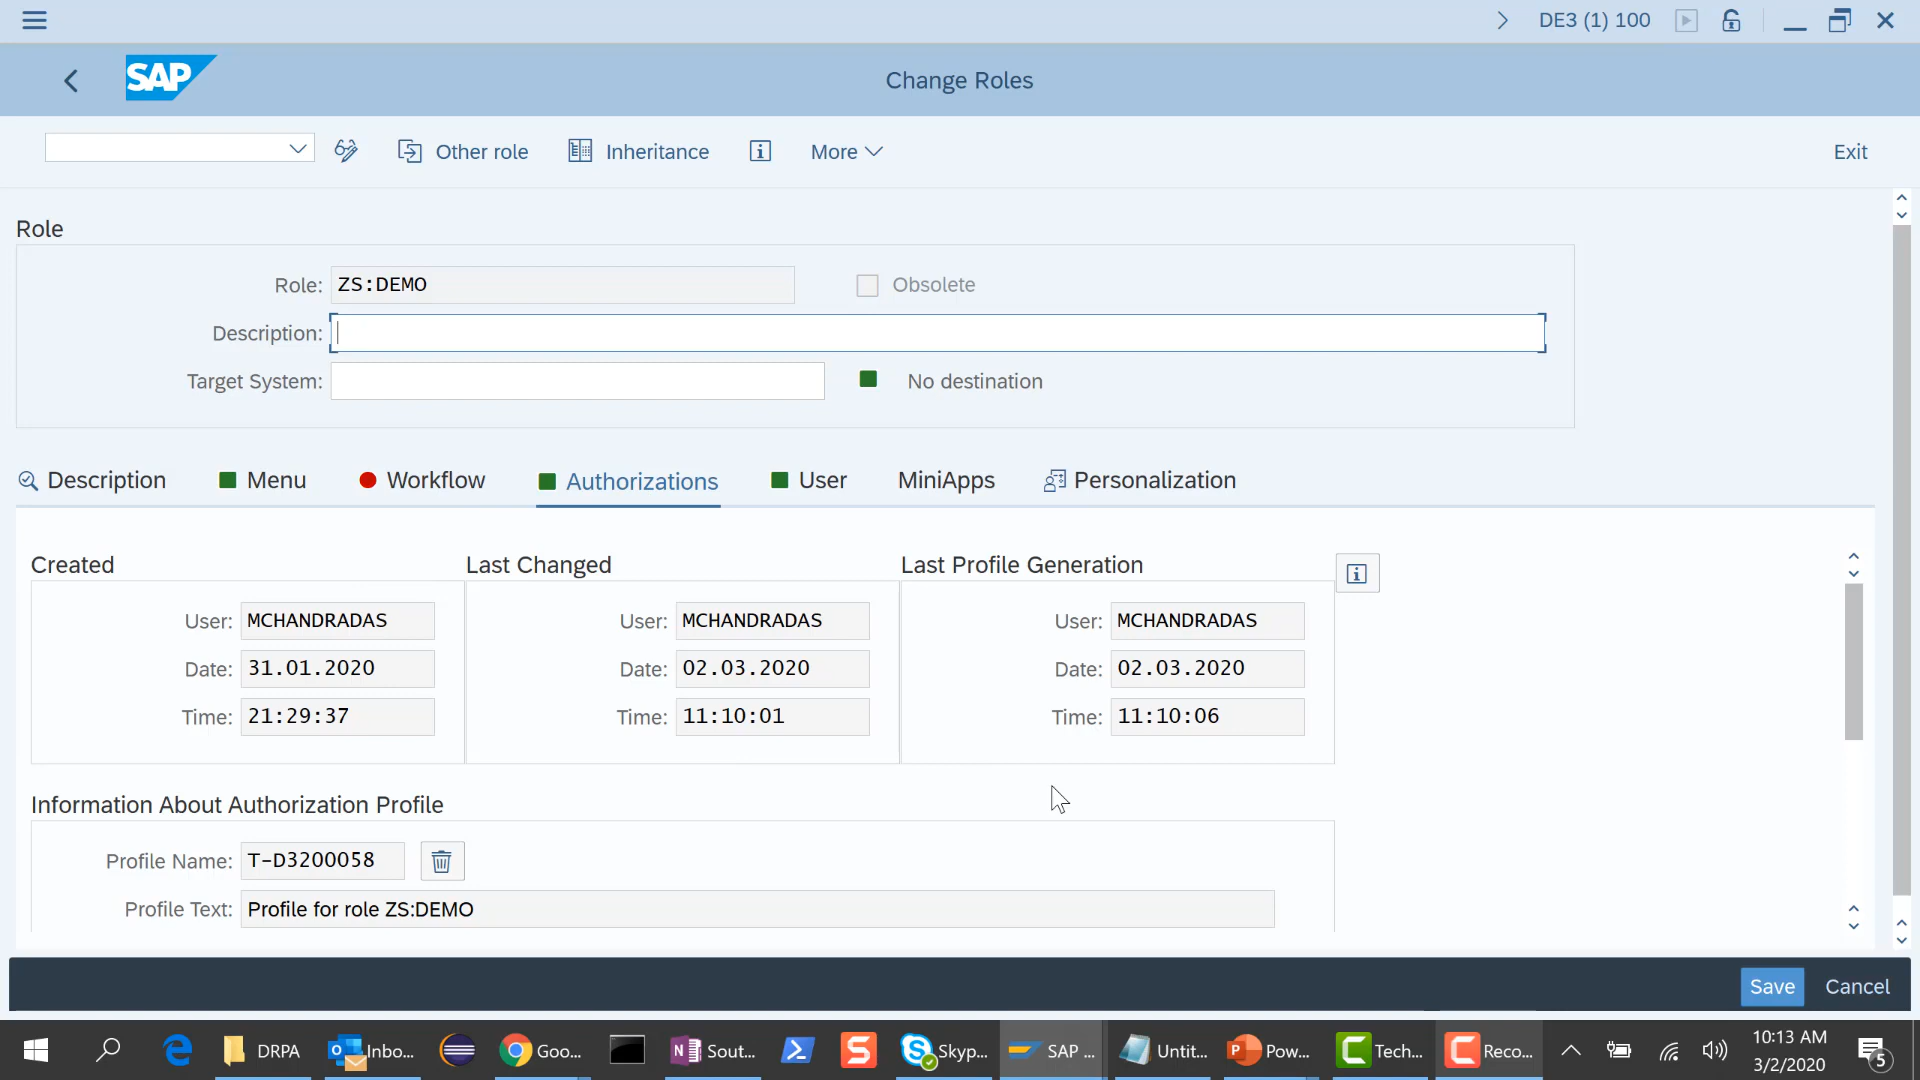 DE3 (1) 100
SAP
Change Roles
Other role
Inheritance
More
Exit
Role
Role: ZS:DEMO
Obsolete
Description:
Target System:
No destination
Description
Menu
Workflow
Authorizations
User
MiniApps
Personalization
Created
Last Changed
Last Profile Generation
User: MCHANDRADAS
User: MCHANDRADAS
User: MCHANDRADAS
Date: 31.01.2020
Date: 02.03.2020
Date: 02.03.2020
Time: 21:29:37
Time: 11:10:01
Time: 11:10:06
Information About Authorization Profile
Profile Name: T-D3200058
Profile Text: Profile for role ZS:DEMO
Save
Cancel
DRPA
Inbo...
Goo...
Sout...
Skyp...
SAP ...
Untit...
Pow...
Tech...
Reco...
10:13 AM
3/2/2020
5